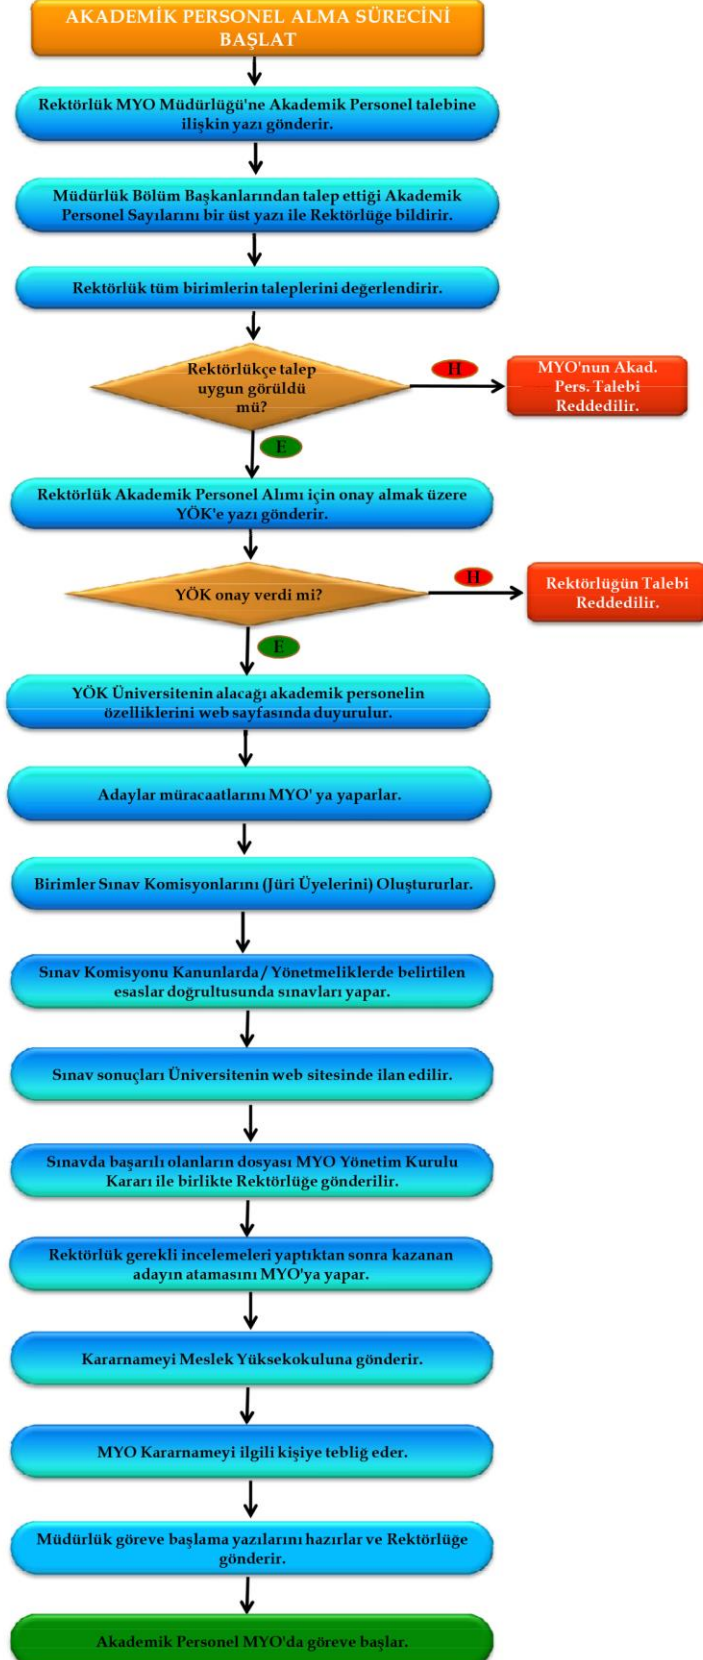 AKADEMİK PERSONEL ALMA SÜRECİNİ
BAŞLAT
Rektörlük MYO Müdürlüğü'ne Akademik Personel talebine
ilişkin yazı gönderir.
Müdürlük Bölüm Başkanlarından talep ettiği Akademik
Personel Sayılarını bir üst yazı ile Rektörlüğe bildirir.
Rektörlük tüm birimlerin taleplerini değerlendirir.
Rektörlükçe talep
uygun görüldü
mü?
H
MYO'nun Akad.
Pers. Talebi
Reddedilir.
E
Rektörlük Akademik Personel Alımı için onay almak üzere
YÖK'e yazı gönderir.
YÖK onay verdi mi?
H
Rektörlüğün Talebi
Reddedilir.
E
YÖK Üniversitenin alacağı akademik personelin
özelliklerini web sayfasında duyurulur.
Adaylar müracaatlarını MYO' ya yaparlar.
Birimler Sınav Komisyonlarını (Jüri Üyelerini) Oluştururlar.
Sınav Komisyonu Kanunlarda/Yönetmeliklerde belirtilen
esaslar doğrultusunda sınavları yapar.
Sınav sonuçları Üniversitenin web sitesinde ilan edilir.
Sınavda başarılı olanların dosyası MYO Yönetim Kurulu
Kararı ile birlikte Rektörlüğe gönderilir.
Rektörlük gerekli incelemeleri yaptıktan sonra kazanan
adayın atamasını MYO'ya yapar.
Kararnameyi Meslek Yüksekokuluna gönderir.
MYO Kararnameyi ilgili kişiye tebliğ eder.
Müdürlük göreve başlama yazılarını hazırlar ve Rektörlüğe
gönderir.
Akademik Personel MYO'da göreve başlar.